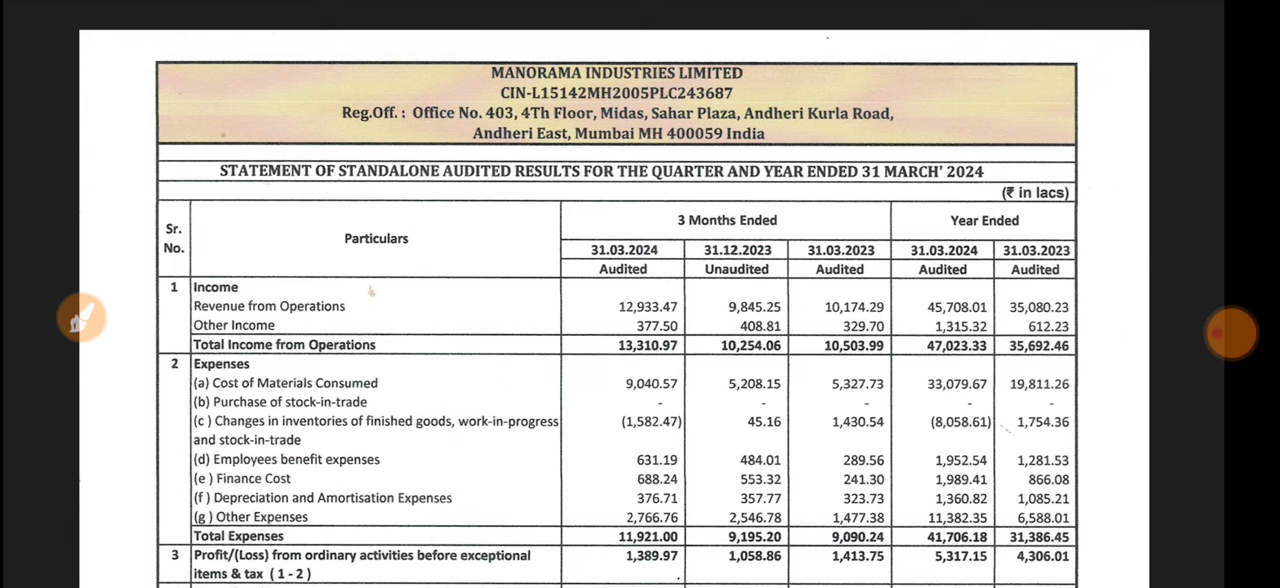 MANORAMA INDUSTRIES LIMITED
CIN-L15142MH2005PLC243687
Reg.Off. : Office No. 403, 4Th Floor, Midas, Sahar Plaza, Andheri Kurla Road,
Andheri East, Mumbai MH 400059 India
STATEMENT OF STANDALONE AUDITED RESULTS FOR THE QUARTER AND YEAR ENDED 31 MARCH' 2024
(₹ in lacs)
Sr. No. Particulars 3 Months Ended Year Ended
31.03.2024 31.12.2023 31.03.2023 31.03.2024 31.03.2023
Audited Unaudited Audited Audited Audited
1 Income
Revenue from Operations 12,933.47 9,845.25 10,174.29 45,708.01 35,080.23
Other Income 377.50 408.81 329.70 1,315.32 612.23
Total Income from Operations 13,310.97 10,254.06 10,503.99 47,023.33 35,692.46
2 Expenses
(a) Cost of Materials Consumed 9,040.57 5,208.15 5,327.73 33,079.67 19,811.26
(b) Purchase of stock-in-trade - - - - -
(c ) Changes in inventories of finished goods, work-in-progress (1,582.47) 45.16 1,430.54 (8,058.61) 1,754.36
and stock-in-trade
(d) Employees benefit expenses 631.19 484.01 289.56 1,952.54 1,281.53
(e ) Finance Cost 688.24 553.32 241.30 1,989.41 866.08
(f ) Depreciation and Amortisation Expenses 376.71 357.77 323.73 1,360.82 1,085.21
(g ) Other Expenses 2,766.76 2,546.78 1,477.38 11,382.35 6,588.01
Total Expenses 11,921.00 9,195.20 9,090.24 41,706.18 31,386.45
3 Profit/(Loss) from ordinary activities before exceptional 1,389.97 1,058.86 1,413.75 5,317.15 4,306.01
items & tax ( 1 - 2 )